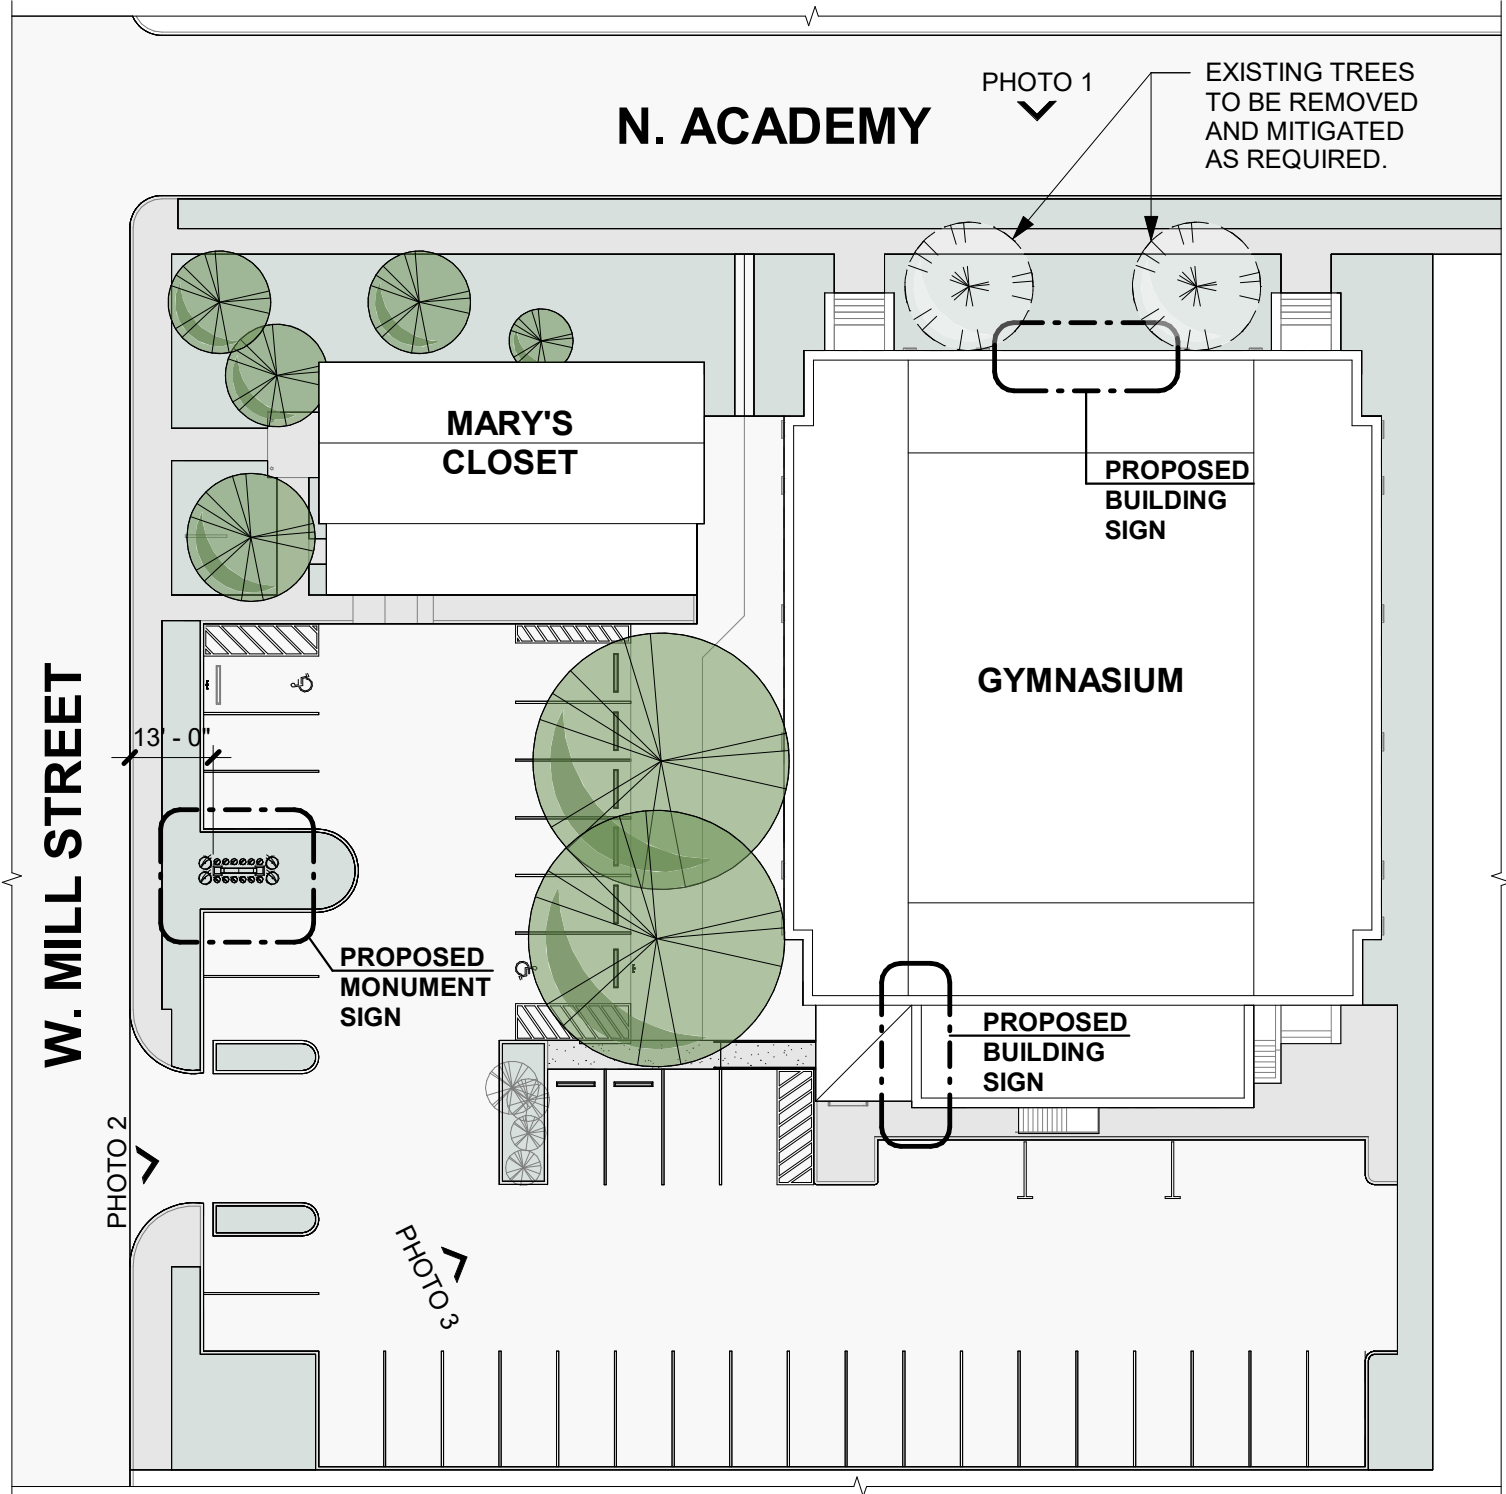 PHOTO 1
EXISTING TREES
TO BE REMOVED
AND MITIGATED
AS REQUIRED.
N. ACADEMY
MARY'S
CLOSET
PROPOSED
BUILDING
SIGN
GYMNASIUM
W. MILL STREET
13' - 0"
PROPOSED
MONUMENT
SIGN
PROPOSED
BUILDING
SIGN
PHOTO 2
PHOTO 3